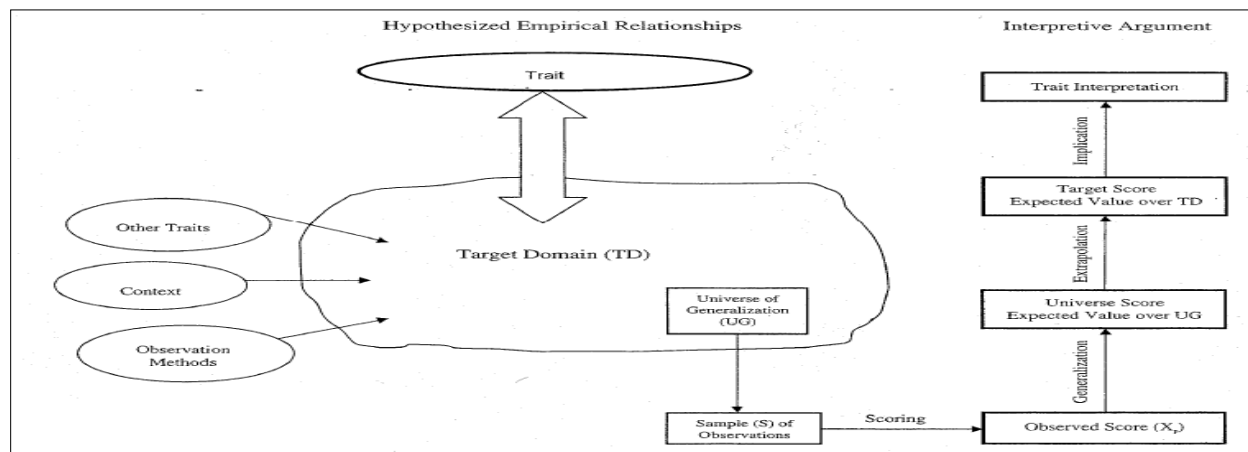 Hypothesized Empirical Relationships
Interpretive Argument
Trait
Trait Interpretation
Implication
Target Score
Expected Value over TD
Other Traits
Target Domain (TD)
Extrapolation
Context
Universe of
Generalization
(UG)
Universe Score
Expected Value over UG
Observation
Methods
Generalization
Sample (S) of
Observations
Scoring
Observed Score (Xₚ)